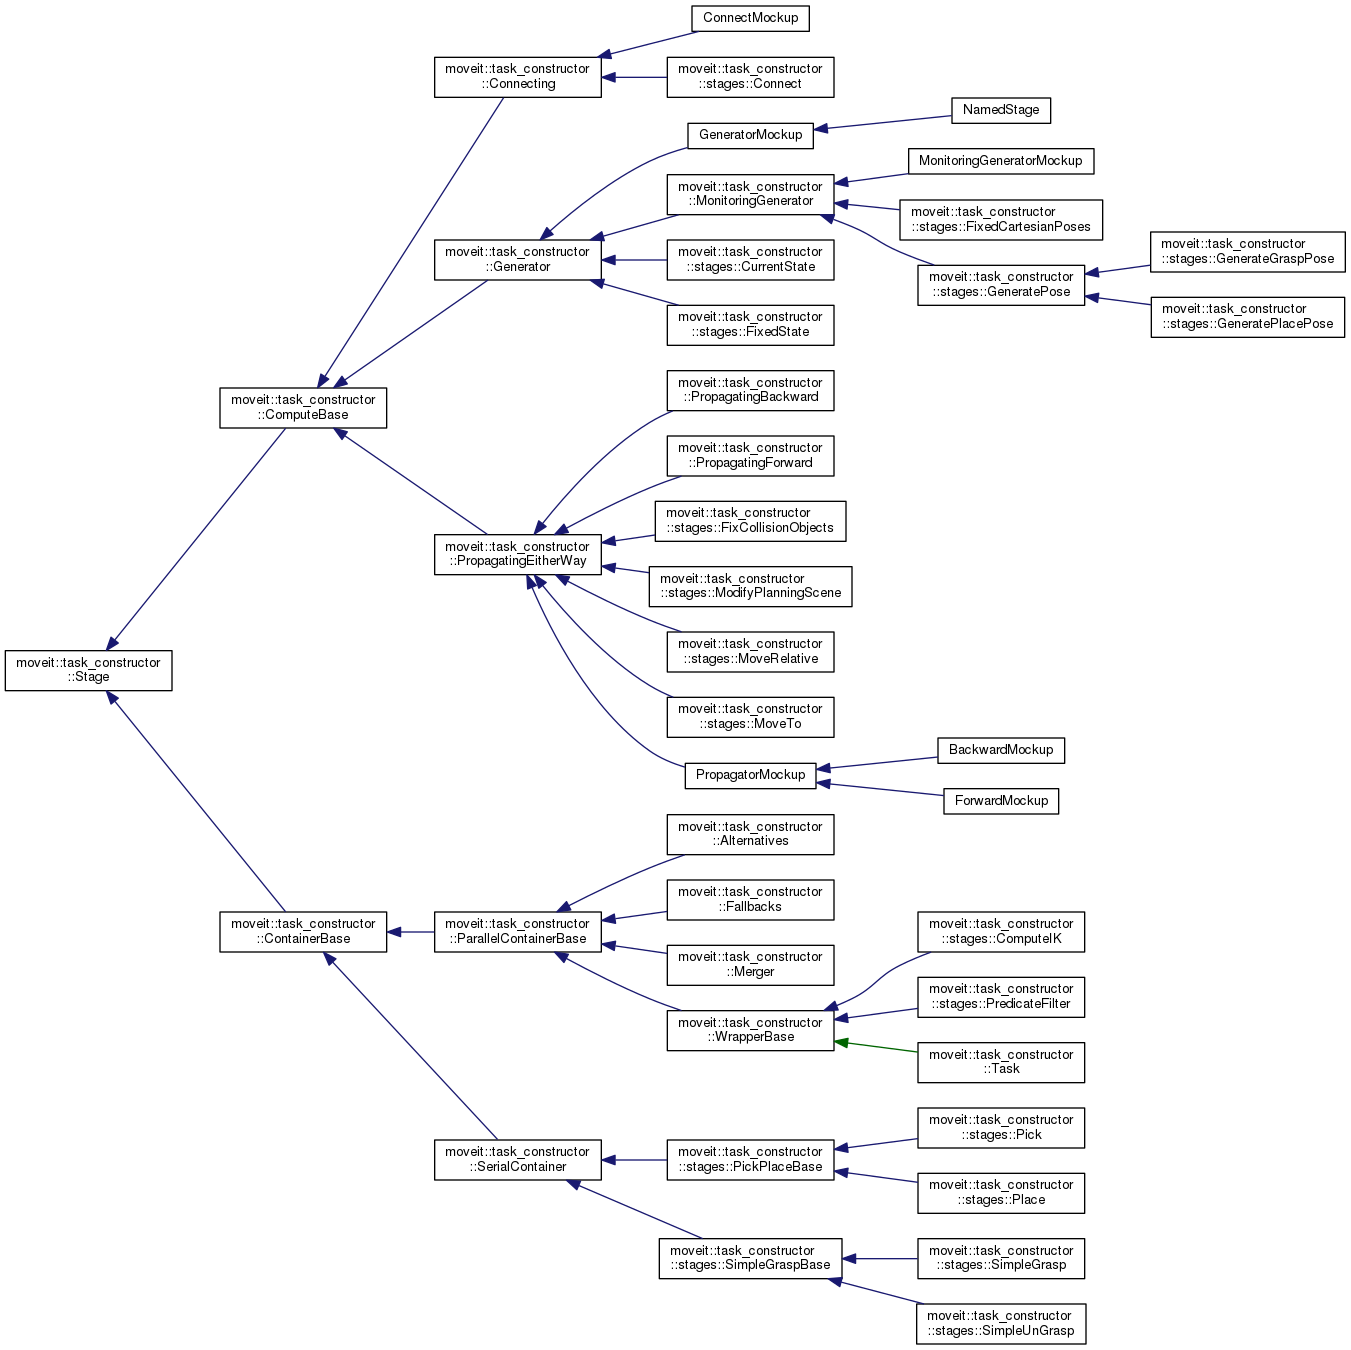 ConnectMockup
moveit::task_constructor
::Connecting
moveit::task_constructor
::stages::Connect
NamedStage
GeneratorMockup
MonitoringGeneratorMockup
moveit::task_constructor
::MonitoringGenerator
moveit::task_constructor
::stages::FixedCartesianPoses
moveit::task_constructor
::stages::GenerateGraspPose
moveit::task_constructor
::Generator
moveit::task_constructor
::stages::CurrentState
moveit::task_constructor
::stages::GeneratePose
moveit::task_constructor
::stages::GeneratePlacePose
moveit::task_constructor
::stages::FixedState
moveit::task_constructor
::PropagatingBackward
moveit::task_constructor
::ComputeBase
moveit::task_constructor
::PropagatingForward
moveit::task_constructor
::stages::FixCollisionObjects
moveit::task_constructor
::PropagatingEitherWay
moveit::task_constructor
::stages::ModifyPlanningScene
moveit::task_constructor
::stages::MoveRelative
moveit::task_constructor
::Stage
moveit::task_constructor
::stages::MoveTo
BackwardMockup
PropagatorMockup
ForwardMockup
moveit::task_constructor
::Alternatives
moveit::task_constructor
::Fallbacks
moveit::task_constructor
::ContainerBase
moveit::task_constructor
::ParallelContainerBase
moveit::task_constructor
::stages::ComputeIK
moveit::task_constructor
::Merger
moveit::task_constructor
::stages::PredicateFilter
moveit::task_constructor
::WrapperBase
moveit::task_constructor
::Task
moveit::task_constructor
::stages::Pick
moveit::task_constructor
::SerialContainer
moveit::task_constructor
::stages::PickPlaceBase
moveit::task_constructor
::stages::Place
moveit::task_constructor
::stages::SimpleGraspBase
moveit::task_constructor
::stages::SimpleGrasp
moveit::task_constructor
::stages::SimpleUnGrasp